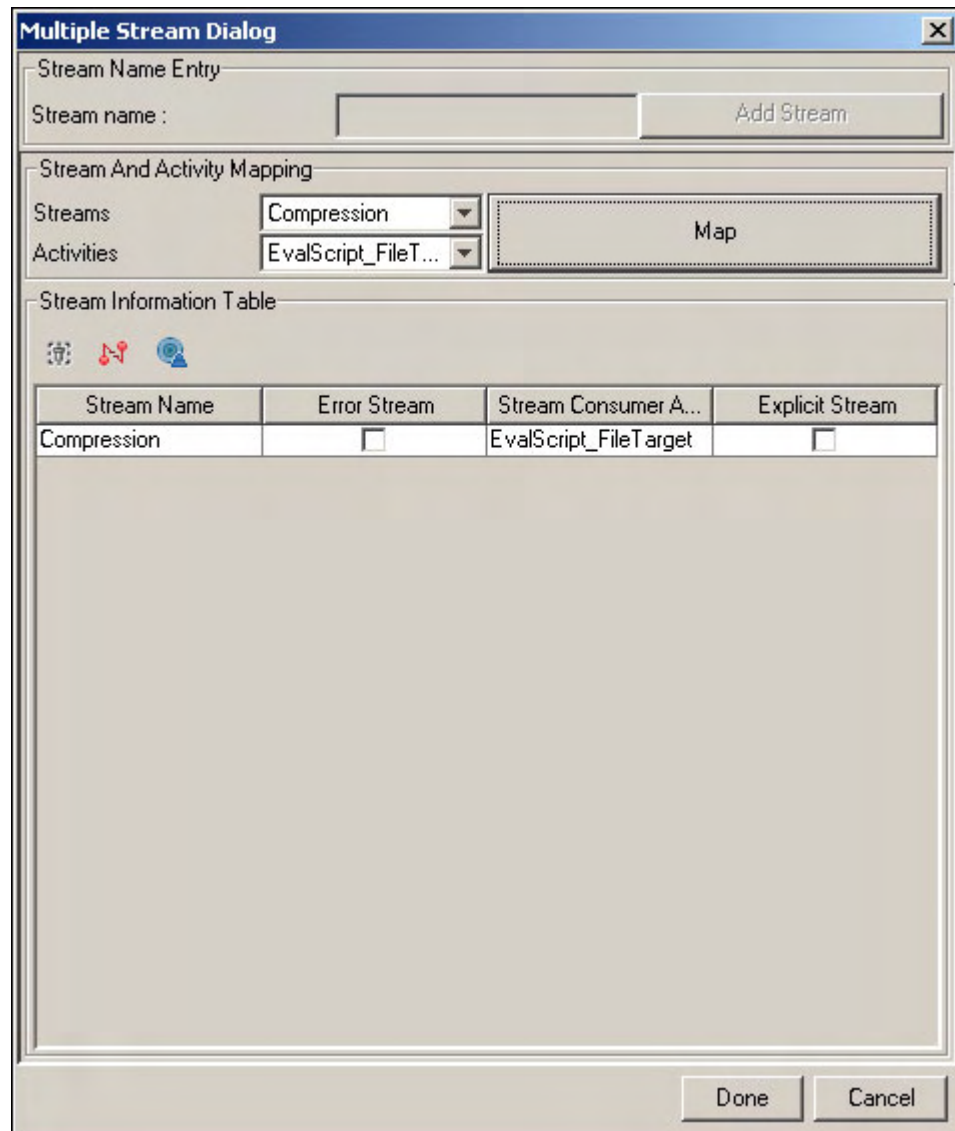 Multiple Stream Dialog
Stream Name Entry
Stream name : Add Stream
Stream And Activity Mapping
Streams Compression
Map
Activities EvalScript_FileT...
Stream Information Table
Stream Name Error Stream Stream Consumer A... Explicit Stream
Compression EvalScript_FileTarget
Done Cancel